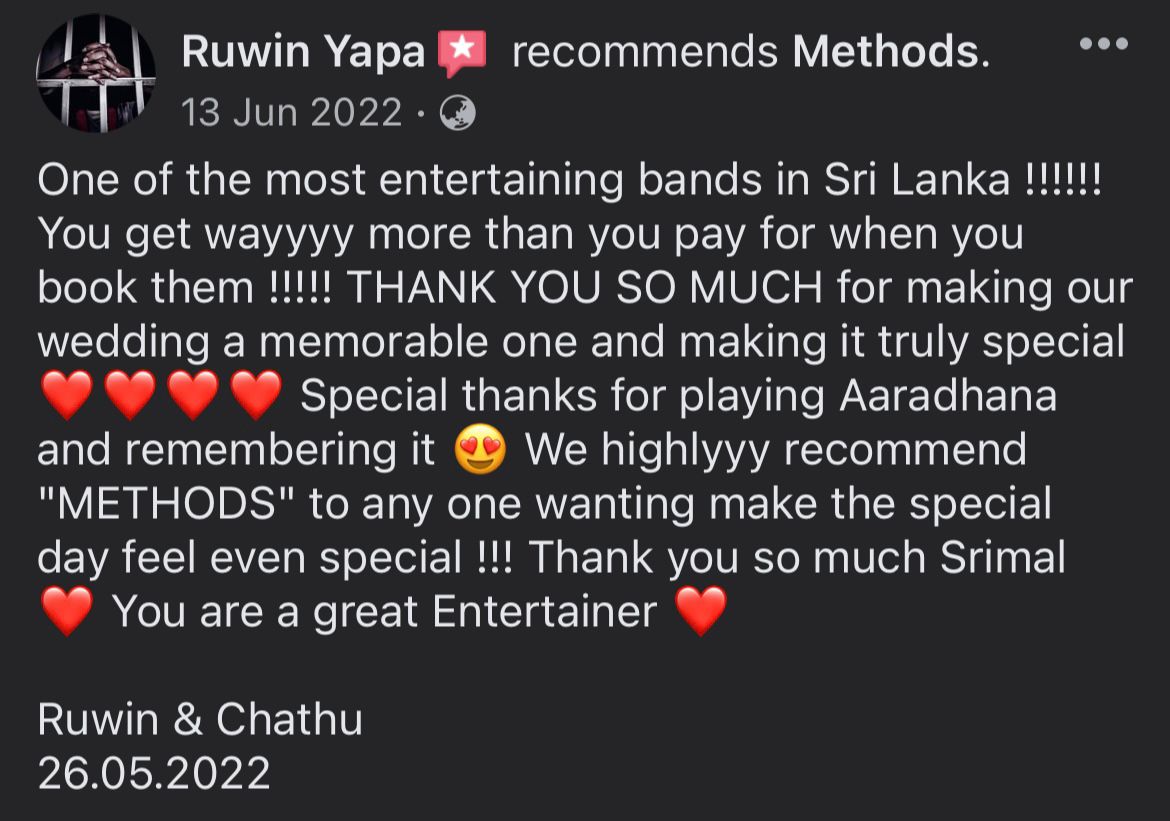 Ruwin Yapa recommends Methods.
13 Jun 2022 ·
One of the most entertaining bands in Sri Lanka !!!!!!
You get wayyyy more than you pay for when you
book them !!!!! THANK YOU SO MUCH for making our
wedding a memorable one and making it truly special
❤️❤️❤️❤️ Special thanks for playing Aaradhana
and remembering it 😍 We highlyyy recommend
"METHODS" to any one wanting make the special
day feel even special !!! Thank you so much Srimal
❤️ You are a great Entertainer ❤️
Ruwin & Chathu
26.05.2022